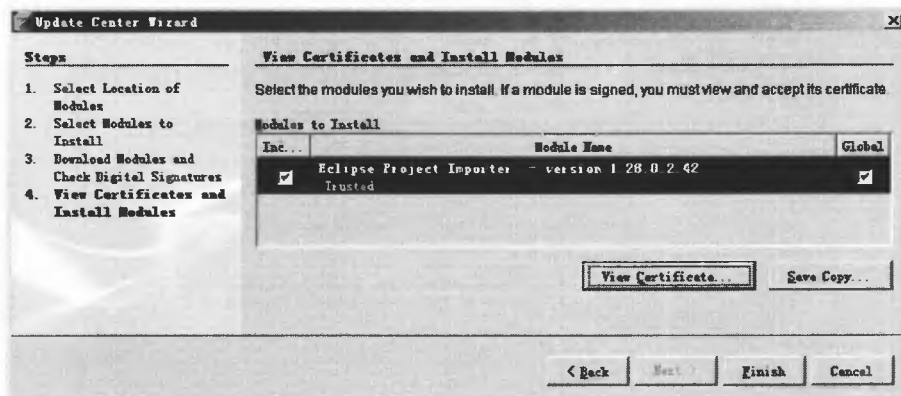 Update Center Wizard
Steps
1. Select Location of
Modules
2. Select Modules to
Install
3. Download Modules and
Check Digital Signatures
4. View Certificates and
Install Modules
View Certificates and Install Modules
Select the modules you wish to install. If a module is signed, you must view and accept its certificate.
Modules to Install
Inc... Module Name Global
Eclipse Project Importer - version 1.28.0.2.42
Trusted
View Certificate... Save Copy...
< Back Next > Finish Cancel